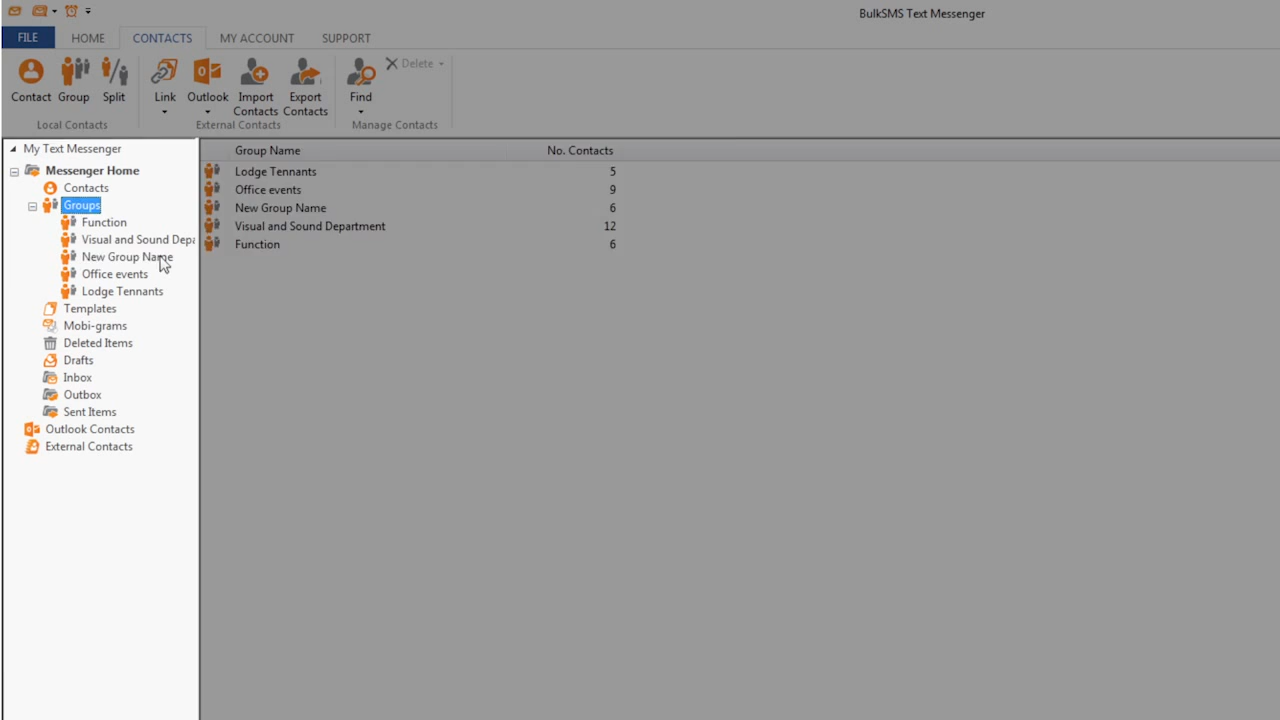 BulkSMS Text Messenger
FILE HOME CONTACTS MY ACCOUNT SUPPORT
Delete
Contact Group Split Link Outlook Import Contacts Export Contacts Find
Local Contacts External Contacts Manage Contacts
My Text Messenger
Messenger Home
Contacts
Groups
Function
Visual and Sound Depa
New Group Name
Office events
Lodge Tennants
Templates
Mobi-grams
Deleted Items
Drafts
Inbox
Outbox
Sent Items
Outlook Contacts
External Contacts
Group Name No. Contacts
Lodge Tennants 5
Office events 9
New Group Name 6
Visual and Sound Department 12
Function 6